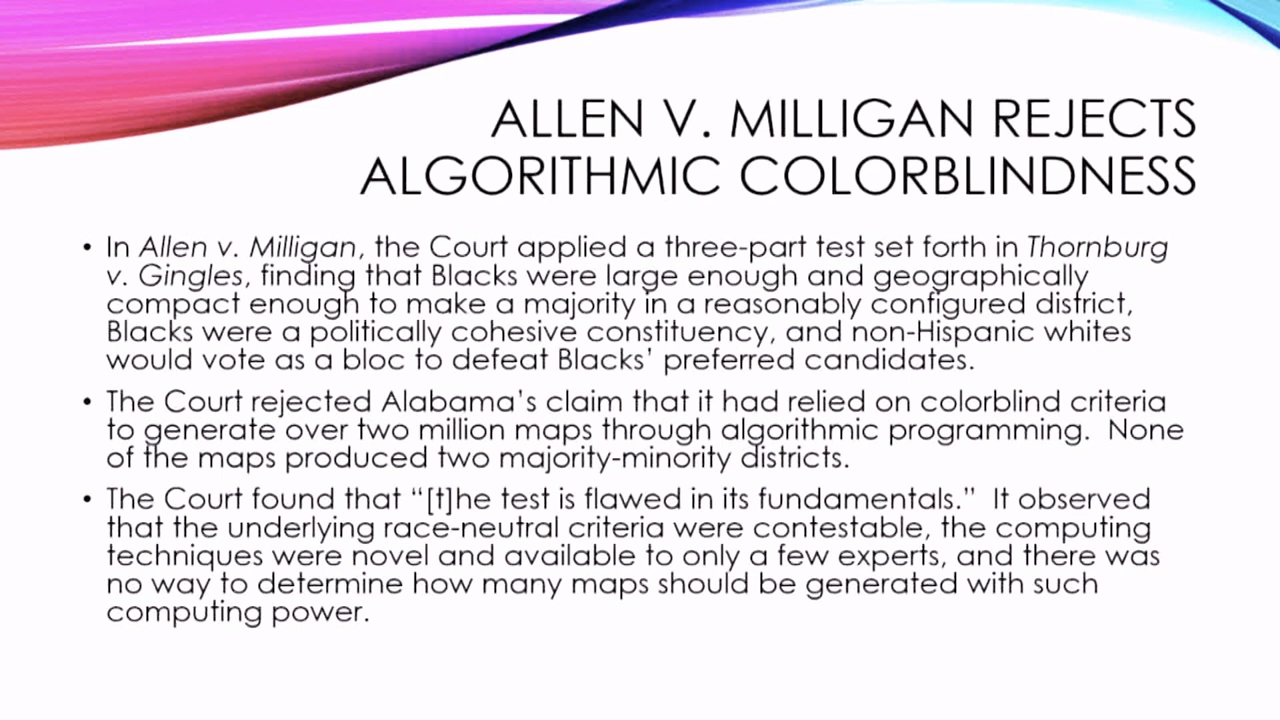 ALLEN V. MILLIGAN REJECTS
ALGORITHMIC COLORBLINDNESS
• In Allen v. Milligan, the Court applied a three-part test set forth in Thornburg
v. Gingles, finding that Blacks were large enough and geographically
compact enough to make a majority in a reasonably configured district,
Blacks were a politically cohesive constituency, and non-Hispanic whites
would vote as a bloc to defeat Blacks’ preferred candidates.
• The Court rejected Alabama’s claim that it had relied on colorblind criteria
to generate over two million maps through algorithmic programming.  None
of the maps produced two majority-minority districts.
• The Court found that “[t]he test is flawed in its fundamentals.”  It observed
that the underlying race-neutral criteria were contestable, the computing
techniques were novel and available to only a few experts, and there was
no way to determine how many maps should be generated with such
computing power.